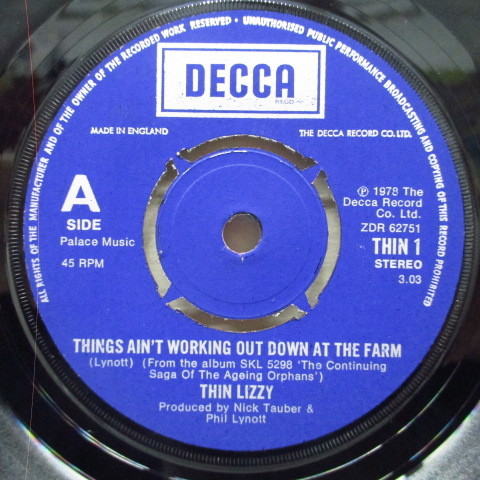 ALL RIGHTS OF THE MANUFACTURER AND OF THE OWNER OF THE RECORDED WORK RESERVED • UNAUTHORISED PUBLIC PERFORMANCE BROADCASTING AND COPYING OF THIS RECORD PROHIBITED
DECCA
REGD
MADE IN ENGLAND
THE DECCA RECORD CO. LTD.
A
SIDE
Palace Music
45 RPM
℗ 1978 The
Decca Record
Co. Ltd.
ZDR 62751
THIN 1
STEREO
3.03
THINGS AIN'T WORKING OUT DOWN AT THE FARM
(Lynott) (From the album SKL 5298 'The Continuing
Saga Of The Ageing Orphans')
THIN LIZZY
Produced by Nick Tauber &
Phil Lynott